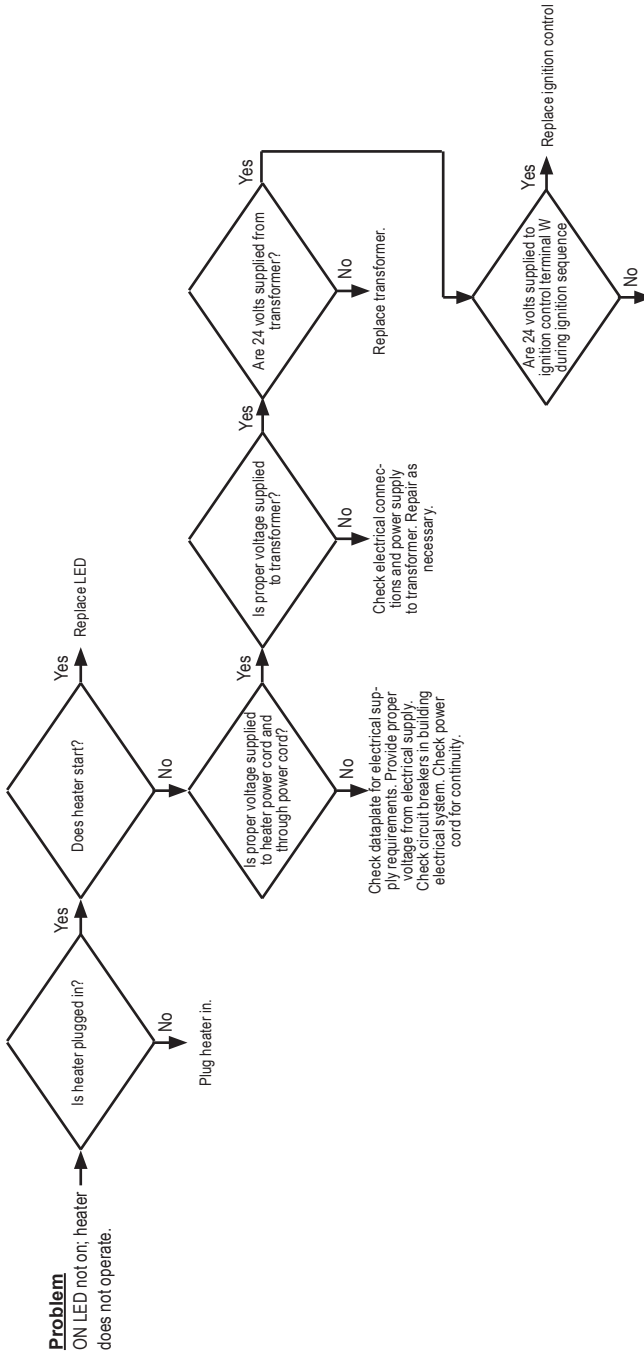 Problem
ON LED not on; heater
does not operate.
Is heater plugged in?
Yes
No
Plug heater in.
Does heater start?
Yes
Replace LED
No
Is proper voltage supplied
to heater power cord and
through power cord?
Yes
No
Check dataplate for electrical sup-
ply requirements. Provide proper
voltage from electrical supply.
Check circuit breakers in building
electrical system. Check power
cord for continuity.
Is proper voltage supplied
to transformer?
Yes
No
Check electrical connec-
tions and power supply
to transformer. Repair as
necessary.
Are 24 volts supplied from
transformer?
Yes
No
Replace transformer.
Are 24 volts supplied to
ignition control terminal W
during ignition sequence
Yes
Replace ignition control
No